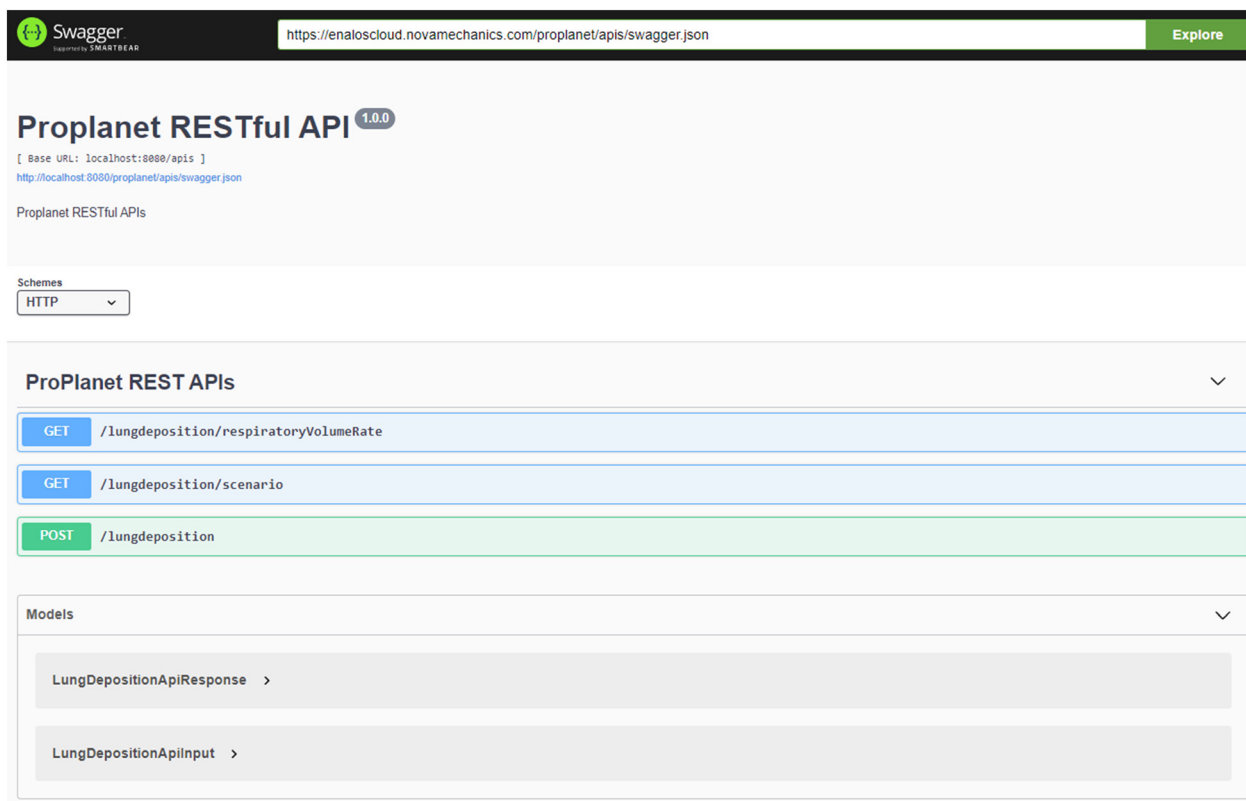 Swagger
Supported by SMARTBEAR
https://enaloscloud.novamechanics.com/proplanet/apis/swagger.json
Explore
Proplanet RESTful API 1.0.0
[ Base URL: localhost:8080/apis ]
http://localhost:8080/proplanet/apis/swagger.json
Proplanet RESTful APIs
Schemes
HTTP
ProPlanet REST APIs
GET /lungdeposition/respiratoryVolumeRate
GET /lungdeposition/scenario
POST /lungdeposition
Models
LungDepositionApiResponse
LungDepositionApiInput